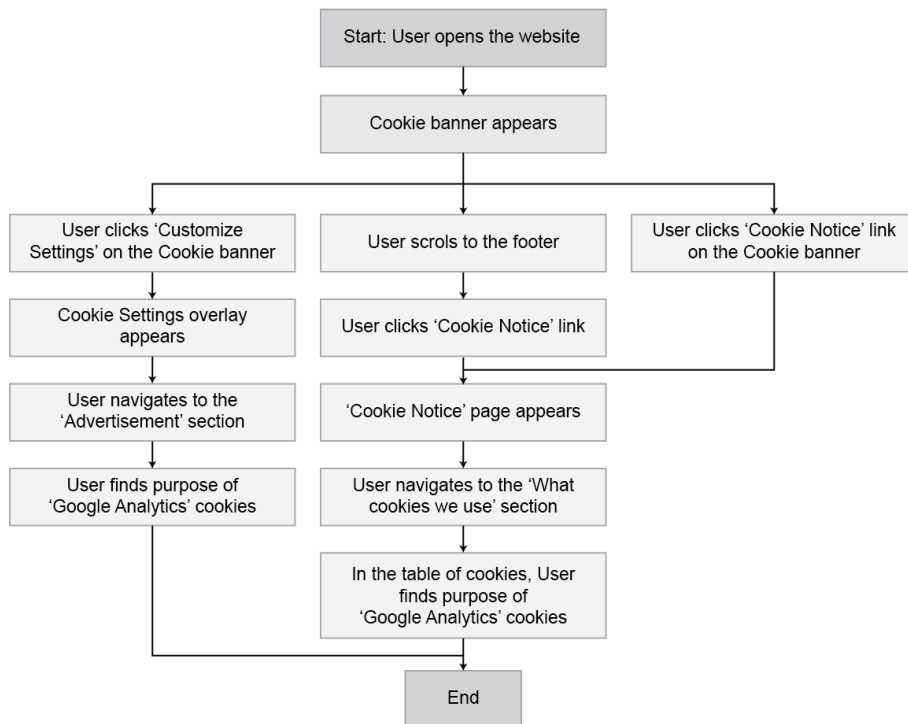 Start: User opens the website
Cookie banner appears
User clicks ‘Customize
Settings’ on the Cookie banner
User scrols to the footer
User clicks ‘Cookie Notice’ link
on the Cookie banner
Cookie Settings overlay
appears
User clicks ‘Cookie Notice’ link
User navigates to the
‘Advertisement’ section
‘Cookie Notice’ page appears
User finds purpose of
‘Google Analytics’ cookies
User navigates to the ‘What
cookies we use’ section
In the table of cookies, User
finds purpose of
‘Google Analytics’ cookies
End